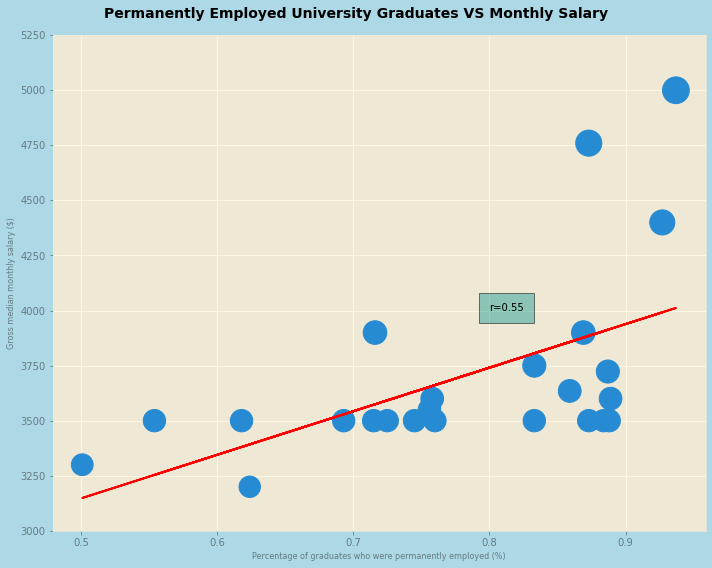 Permanently Employed University Graduates VS Monthly Salary
5250
5000
4750
4500
4250
4000
3750
3500
3250
3000
Gross median monthly salary ($)
r=0.55
0.5 0.6 0.7 0.8 0.9
Percentage of graduates who were permanently employed (%)